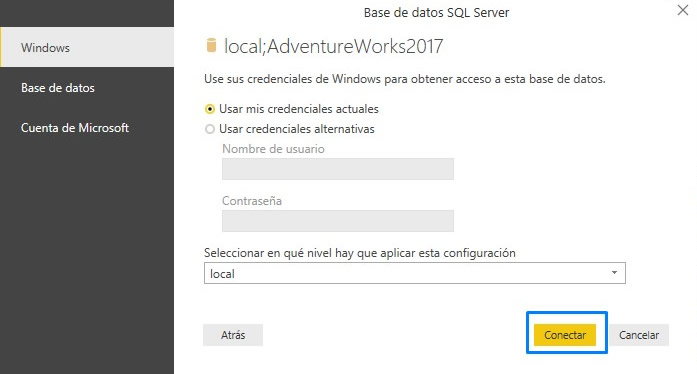 Base de datos SQL Server
Windows
Base de datos
Cuenta de Microsoft
local;AdventureWorks2017
Use sus credenciales de Windows para obtener acceso a esta base de datos.
Usar mis credenciales actuales
Usar credenciales alternativas
Nombre de usuario
Contraseña
Seleccionar en qué nivel hay que aplicar esta configuración
local
Atrás
Conectar
Cancelar